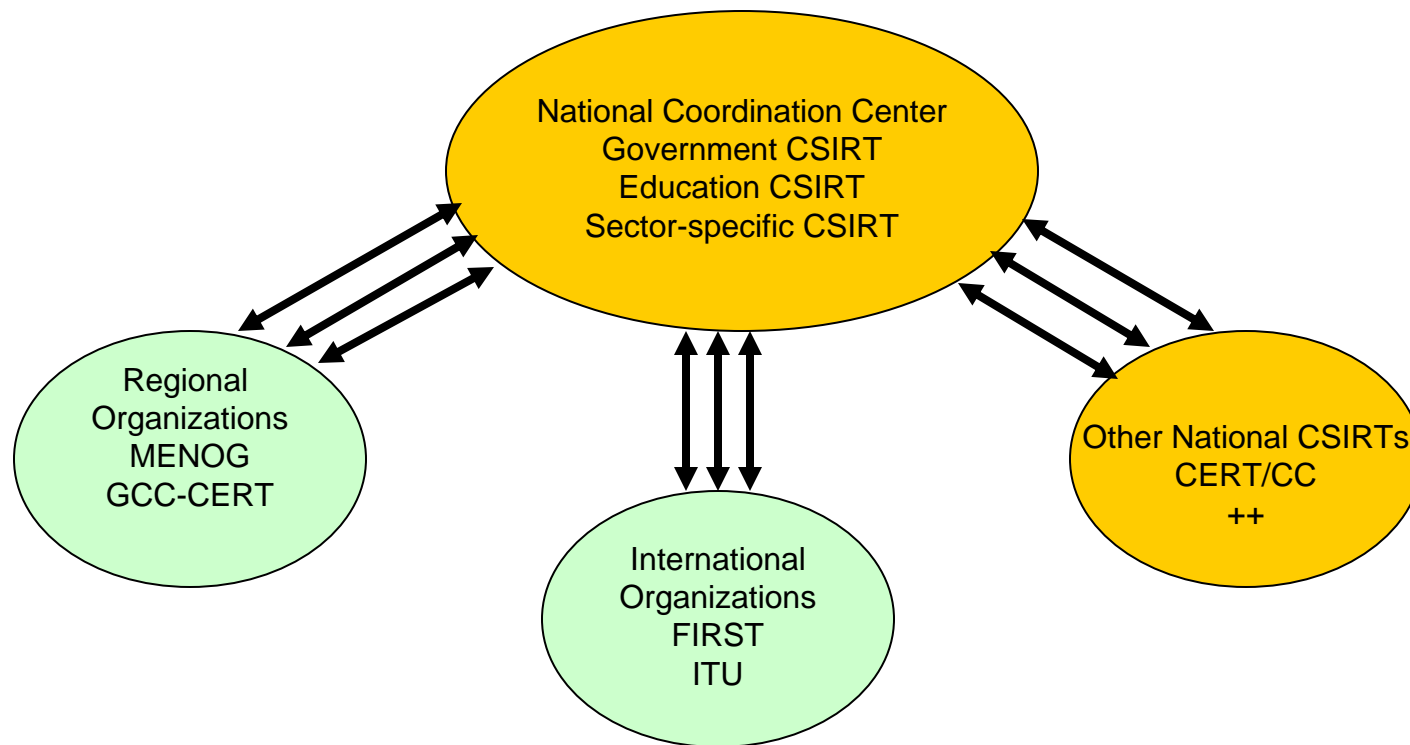 National Coordination Center
Government CSIRT
Education CSIRT
Sector-specific CSIRT
Regional
Organizations
MENOG
GCC-CERT
International
Organizations
FIRST
ITU
Other National CSIRTs
CERT/CC
++